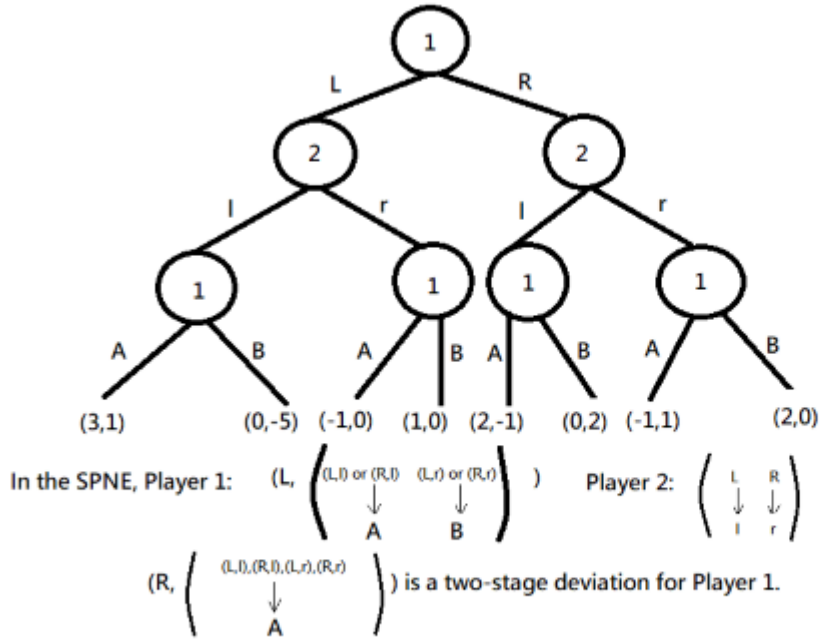 1
L R
2 2
l r l r
1 1 1 1
A B A B A B A B
(3,1) (0,-5) (-1,0) (1,0) (2,-1) (0,2) (-1,1) (2,0)
In the SPNE, Player 1: (L, ( (L,l) or (R,l) (L,r) or (R,r) ) ) Player 2: ( L R )
↓ ↓ ↓ ↓
A B l r
(R, ( (L,l),(R,l),(L,r),(R,r) ) ) is a two-stage deviation for Player 1.
↓
A